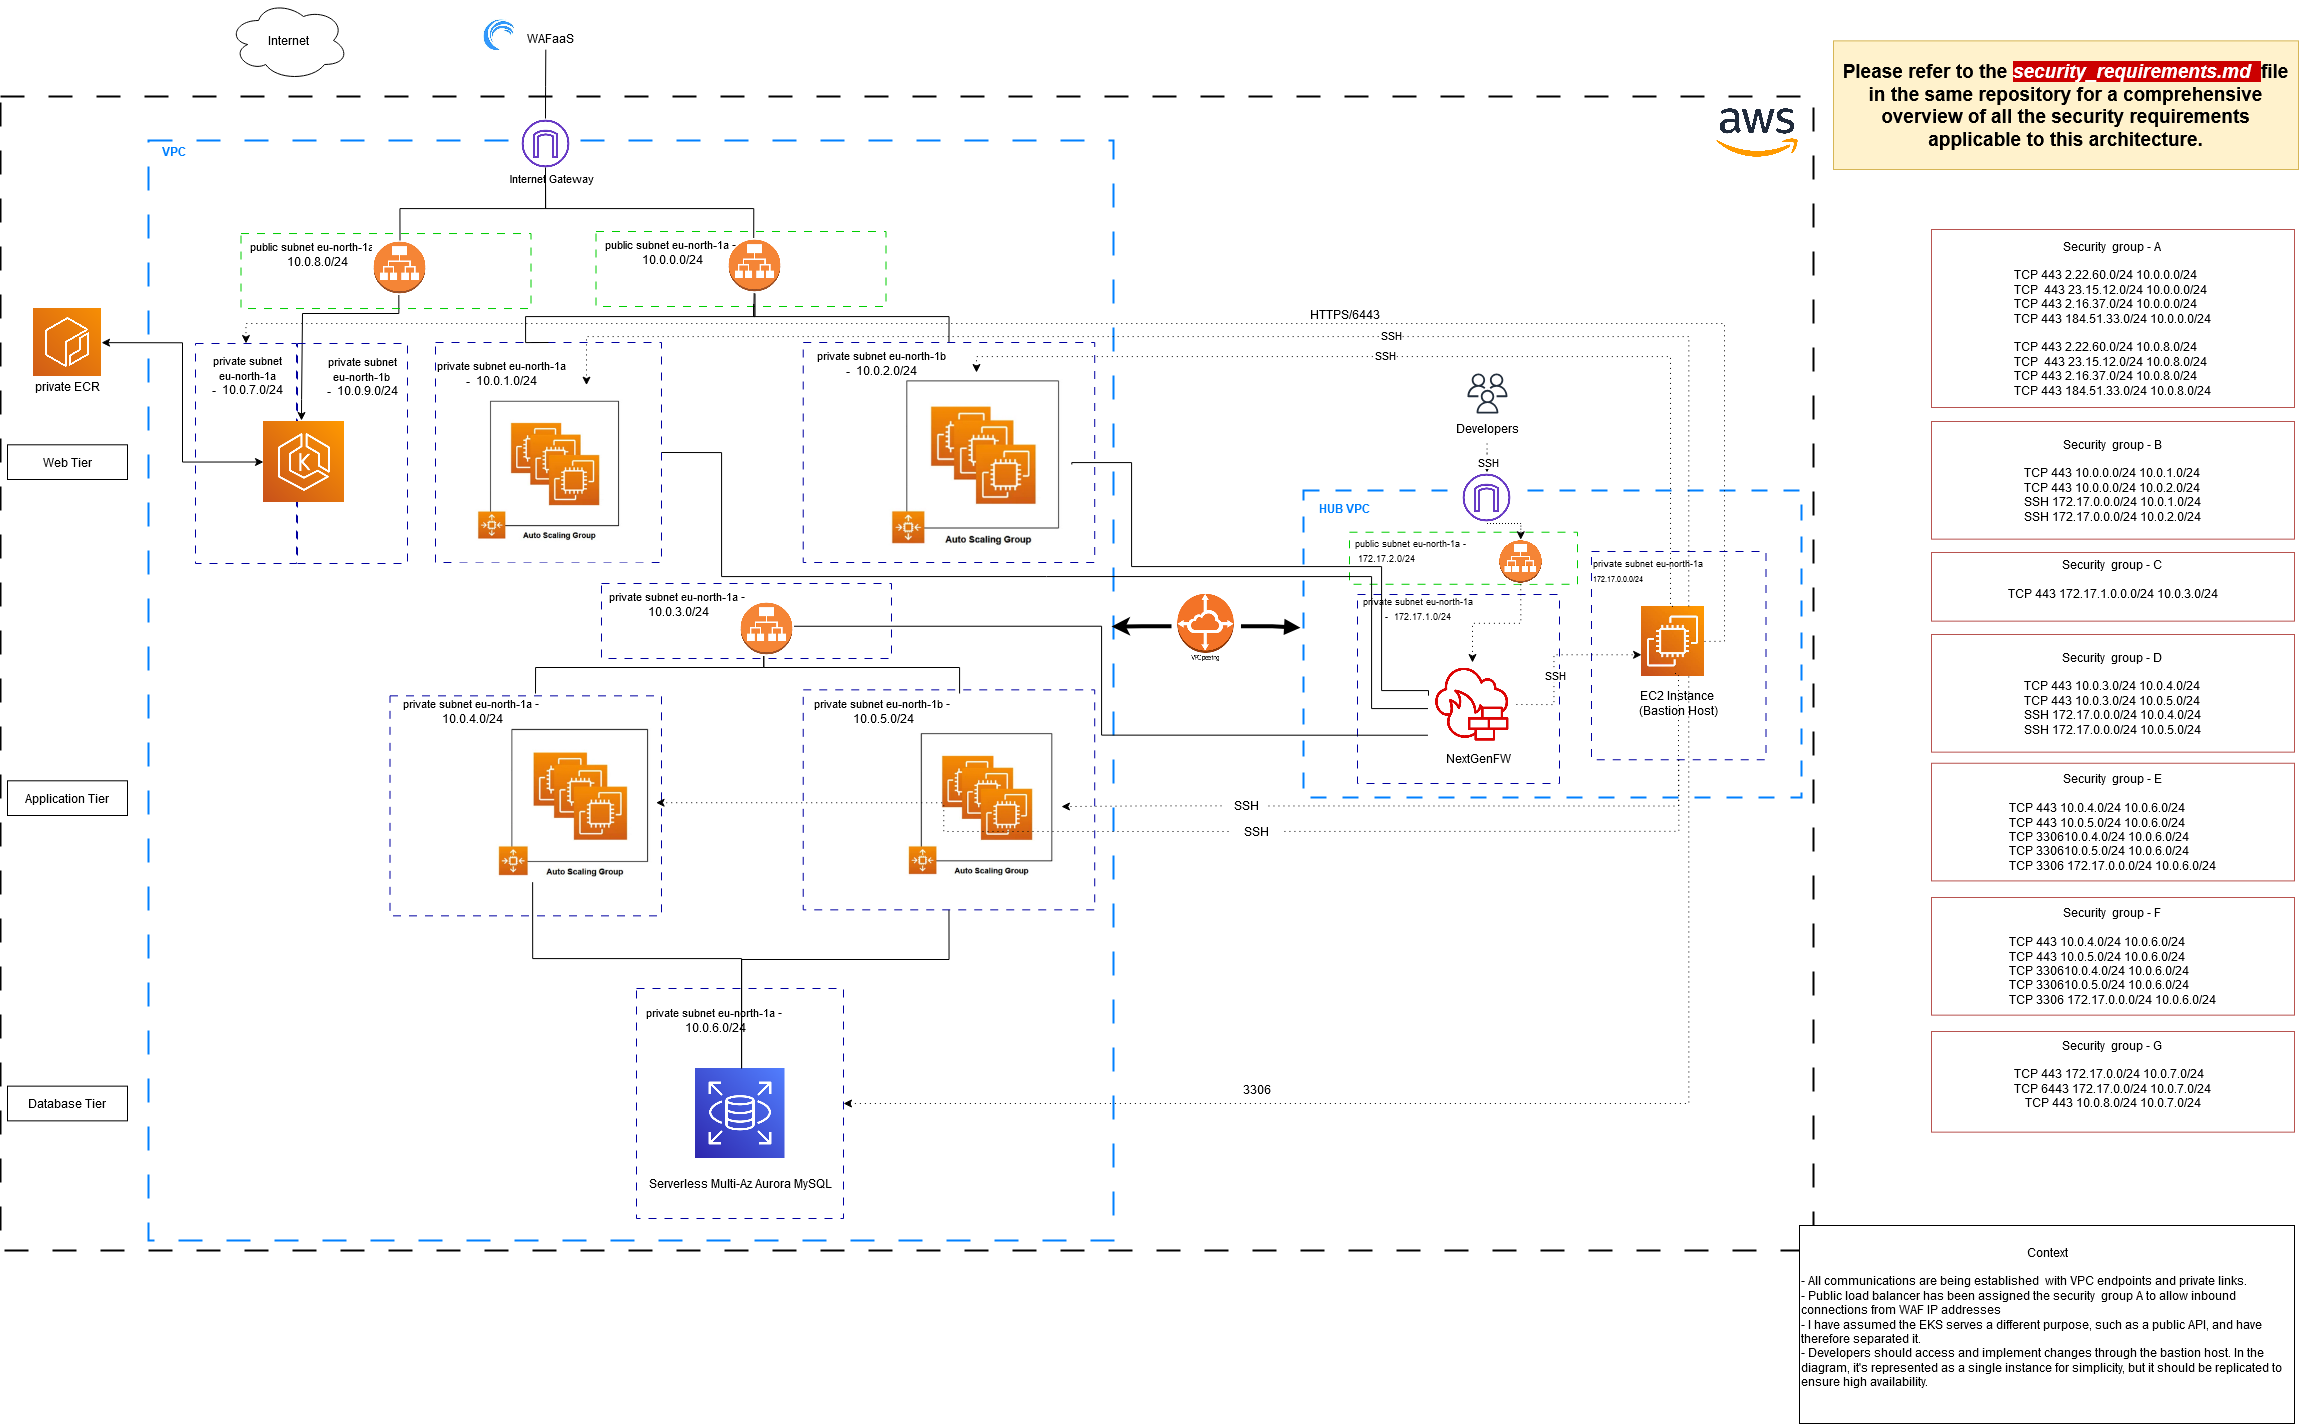 Internet
WAFaaS
Please refer to the security_requirements.md file
in the same repository for a comprehensive
overview of all the security requirements
applicable to this architecture.
aws
VPC
Internet Gateway
public subnet eu-north-1a
10.0.8.0/24
public subnet eu-north-1a -
10.0.0.0/24
private ECR
private subnet
eu-north-1a
- 10.0.7.0/24
private subnet
eu-north-1b
- 10.0.9.0/24
K
private subnet eu-north-1a
- 10.0.1.0/24
Auto Scaling Group
private subnet eu-north-1b
- 10.0.2.0/24
Auto Scaling Group
HTTPS/6443
SSH
SSH
Developers
SSH
Web Tier
HUB VPC
public subnet eu-north-1a -
172.17.2.0/24
private subnet eu-north-1a
172.17.0.0.0/24
private subnet eu-north-1a
- 172.17.1.0/24
NextGenFW
SSH
EC2 Instance
(Bastion Host)
VPC peering
private subnet eu-north-1a -
10.0.3.0/24
private subnet eu-north-1a -
10.0.4.0/24
Auto Scaling Group
private subnet eu-north-1b -
10.0.5.0/24
Auto Scaling Group
SSH
SSH
Application Tier
private subnet eu-north-1a -
10.0.6.0/24
Serverless Multi-Az Aurora MySQL
3306
Database Tier
Security group - A
TCP 443 2.22.60.0/24 10.0.0.0/24
TCP 443 23.15.12.0/24 10.0.0.0/24
TCP 443 2.16.37.0/24 10.0.0.0/24
TCP 443 184.51.33.0/24 10.0.0.0/24
TCP 443 2.22.60.0/24 10.0.8.0/24
TCP 443 23.15.12.0/24 10.0.8.0/24
TCP 443 2.16.37.0/24 10.0.8.0/24
TCP 443 184.51.33.0/24 10.0.8.0/24
Security group - B
TCP 443 10.0.0.0/24 10.0.1.0/24
TCP 443 10.0.0.0/24 10.0.2.0/24
SSH 172.17.0.0/24 10.0.1.0/24
SSH 172.17.0.0/24 10.0.2.0/24
Security group - C
TCP 443 172.17.1.0.0.0/24 10.0.3.0/24
Security group - D
TCP 443 10.0.3.0/24 10.0.4.0/24
TCP 443 10.0.3.0/24 10.0.5.0/24
SSH 172.17.0.0/24 10.0.4.0/24
SSH 172.17.0.0/24 10.0.5.0/24
Security group - E
TCP 443 10.0.4.0/24 10.0.6.0/24
TCP 443 10.0.5.0/24 10.0.6.0/24
TCP 330610.0.4.0/24 10.0.6.0/24
TCP 330610.0.5.0/24 10.0.6.0/24
TCP 3306 172.17.0.0.0/24 10.0.6.0/24
Security group - F
TCP 443 10.0.4.0/24 10.0.6.0/24
TCP 443 10.0.5.0/24 10.0.6.0/24
TCP 330610.0.4.0/24 10.0.6.0/24
TCP 330610.0.5.0/24 10.0.6.0/24
TCP 3306 172.17.0.0.0/24 10.0.6.0/24
Security group - G
TCP 443 172.17.0.0/24 10.0.7.0/24
TCP 6443 172.17.0.0/24 10.0.7.0/24
TCP 443 10.0.8.0/24 10.0.7.0/24
Context
- All communications are being established with VPC endpoints and private links.
- Public load balancer has been assigned the security group A to allow inbound
connections from WAF IP addresses
- I have assumed the EKS serves a different purpose, such as a public API, and have
therefore separated it.
- Developers should access and implement changes through the bastion host. In the
diagram, it's represented as a single instance for simplicity, but it should be replicated to
ensure high availability.